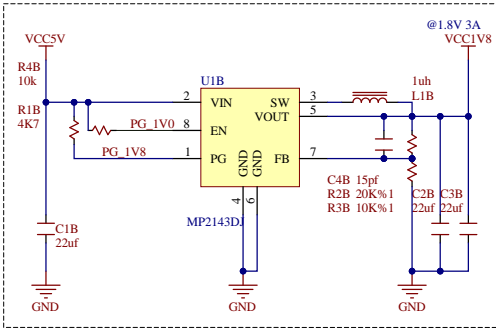 @1.8V 3A
VCC5V
VCC1V8
R4B
10k
U1B
1uh
L1B
2
VIN
SW
3
VOUT
5
R1B
4K7
PG_1V0
8
EN
PG_1V8
1
PG
GND
GND
FB
7
4
6
C4B 15pf
R2B 20K%1
R3B 10K%1
C2B
22uf
C3B
22uf
MP2143DJ
C1B
22uf
GND
GND
GND